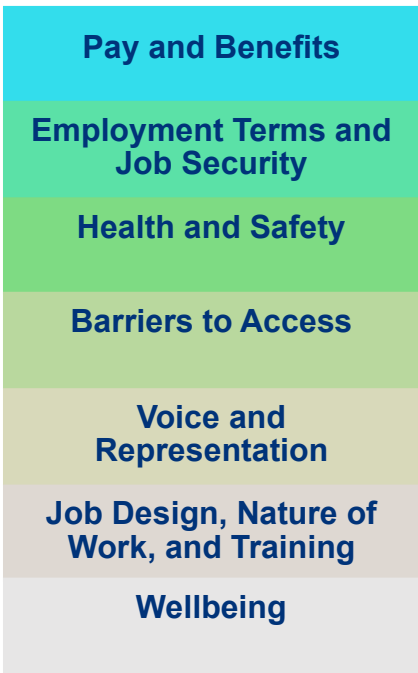 Pay and Benefits
Employment Terms and
Job Security
Health and Safety
Barriers to Access
Voice and
Representation
Job Design, Nature of
Work, and Training
Wellbeing